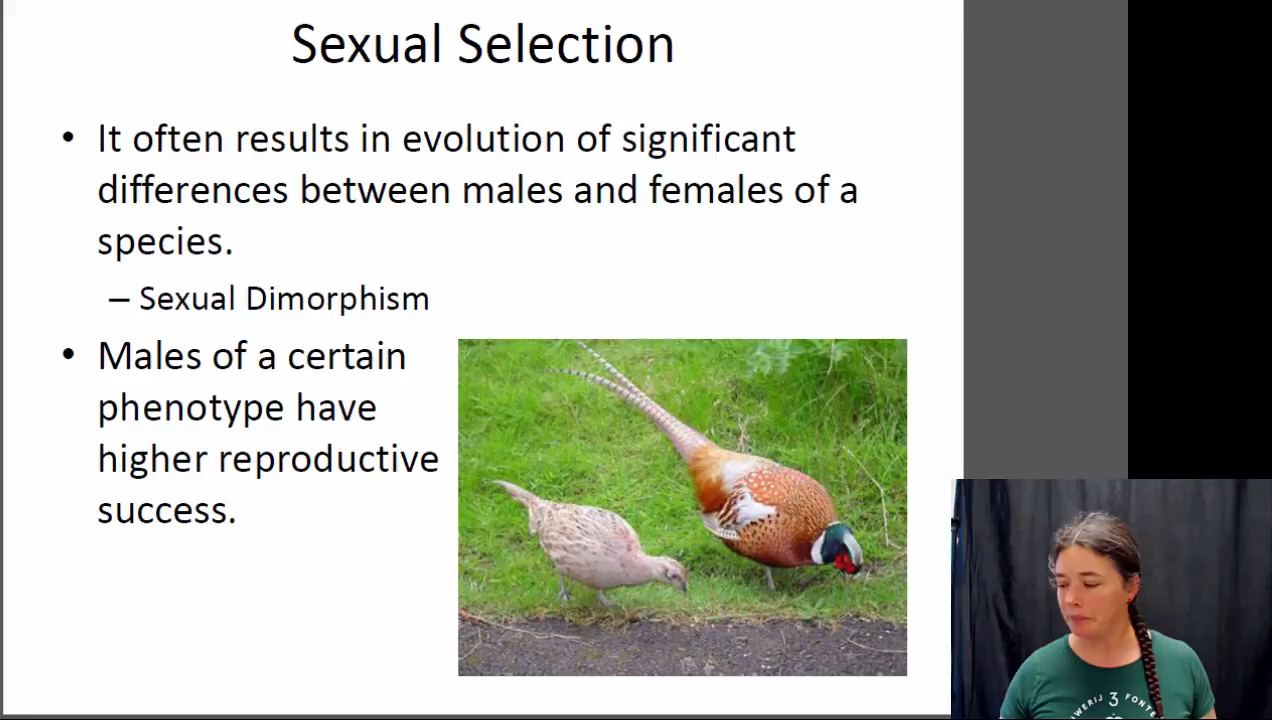 Sexual Selection
• It often results in evolution of significant
differences between males and females of a
species.
– Sexual Dimorphism
• Males of a certain
phenotype have
higher reproductive
success.
3